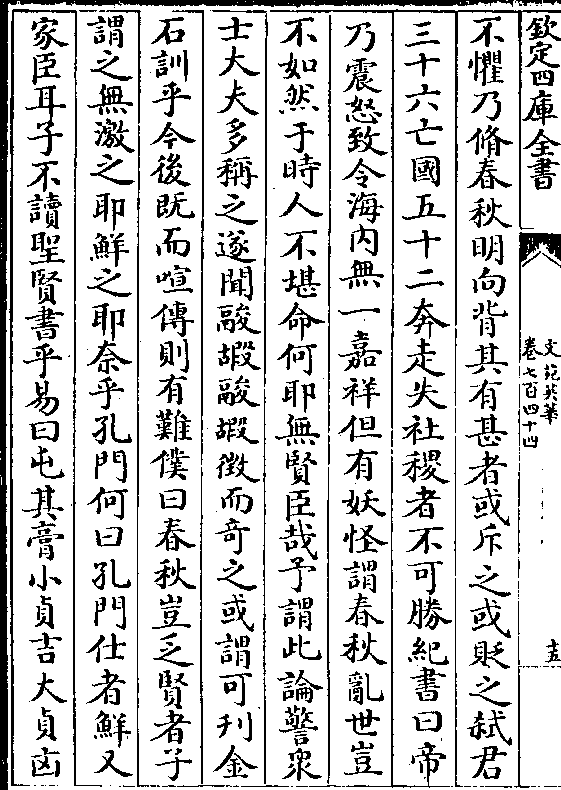 欽定四庫全書
文苑英華
卷七百四十四
十五
不懼乃脩春秋明向背其有甚者或斥之或貶之弑君
三十六亡國五十二奔走失社稷者不可勝紀書曰帝
乃震怒致令海内無一嘉祥但有妖怪謂春秋亂世豈
不如然于時人不堪命何耶無賢臣哉予謂此論警衆
士大夫多稱之遂聞融嘏融嘏徴而奇之或謂可刋金
石訓乎今後既而喧傳則有難僕曰春秋豈乏賢者子
謂之無激之耶鮮之耶奈乎孔門何曰孔門仕者鮮又
家臣耳子不讀聖賢書乎易曰屯其膏小貞吉大貞凶